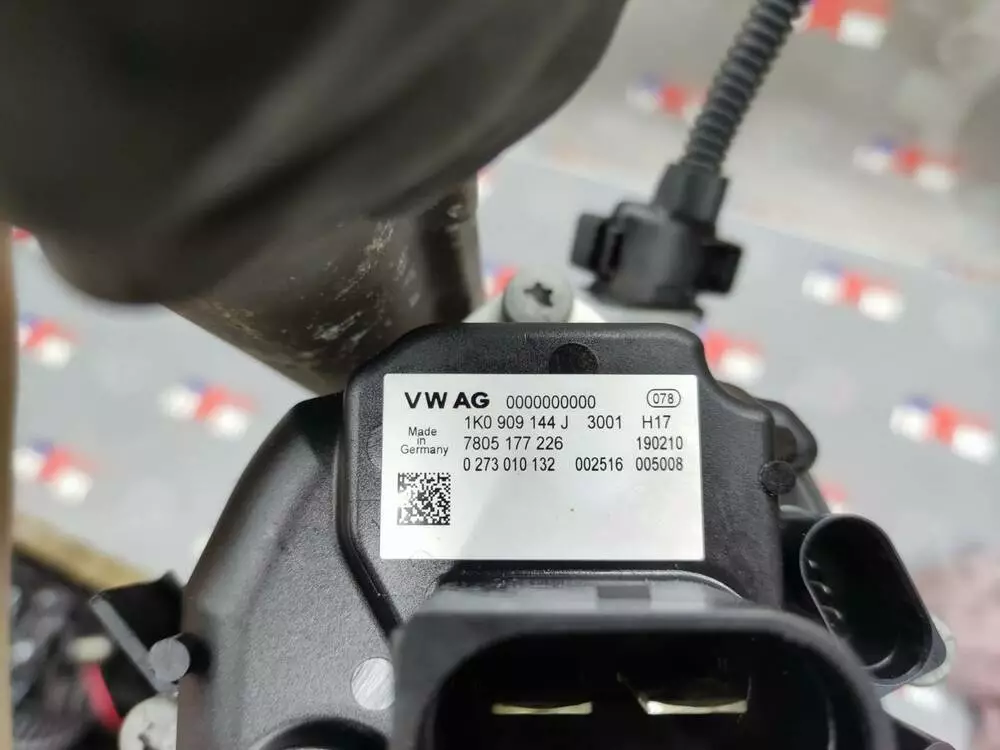 VW AG 0000000000 078
1K0 909 144 J 3001 H17
Made in Germany
7805 177 226 190210
0 273 010 132 002516 005008